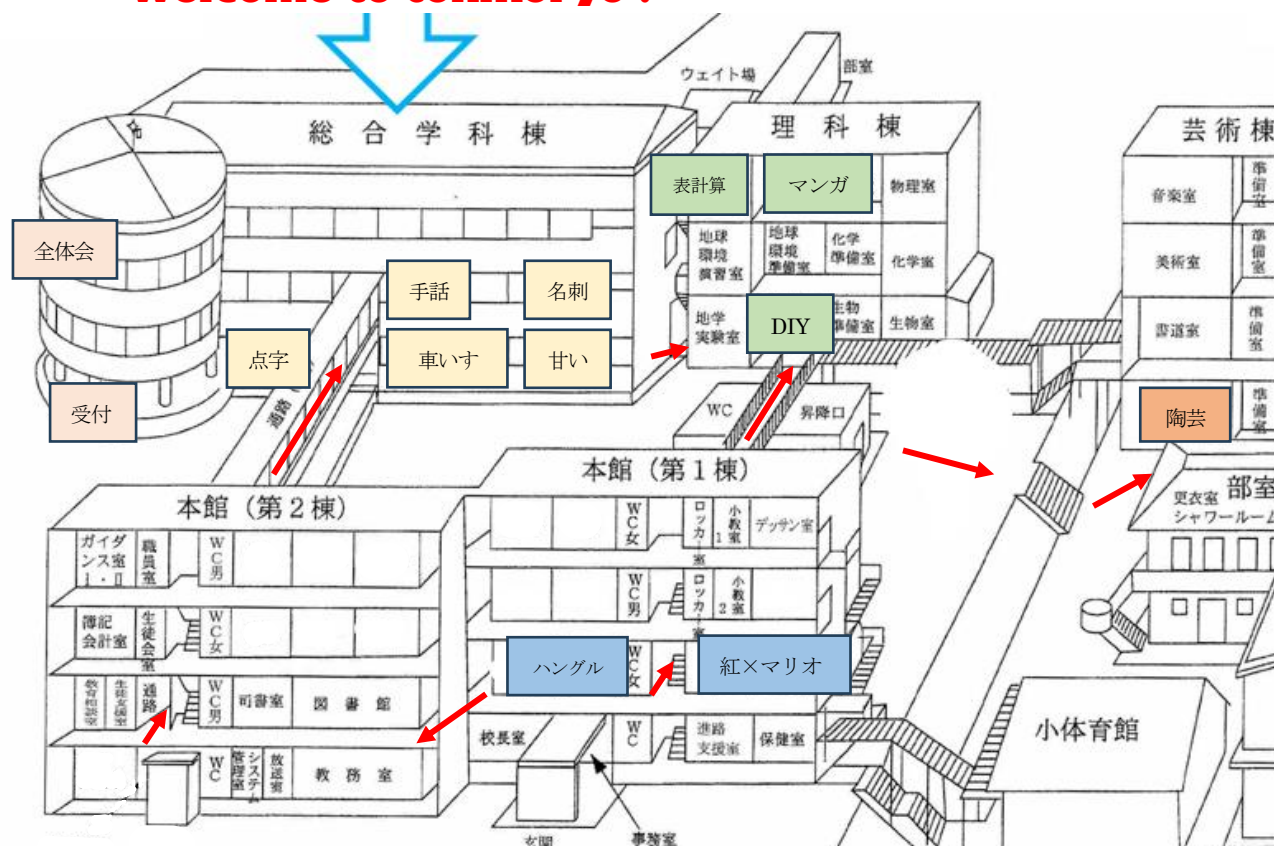 Welcome to tenmei ryo !
ウェイト場
部室
総合学科棟
理科棟
芸術棟
表計算
マンガ
物理室
音楽室
準備室
全体会
地球環境演習室
地球環境準備室
化学準備室
化学室
美術室
準備室
手話
名刺
地学実験室
DIY
生物準備室
生物室
書道室
準備室
点字
車いす
甘い
受付
通路
WC
昇降口
陶芸
準備室
本館(第2棟)
本館(第1棟)
更衣室
シャワールーム
部室
ガイダンス室 I・II
職員室
WC男
WC女
ロッカー室
小教室1
デッサン室
簿記会計室
生徒会室
WC女
WC男
ロッカー室
小教室2
教育相談室
生徒支援室
通路
WC男
司書室
図書館
ハングル
WC女
紅×マリオ
WC
システム管理室
放送室
教務室
校長室
WC
進路支援室
保健室
小体育館
玄関
事務室